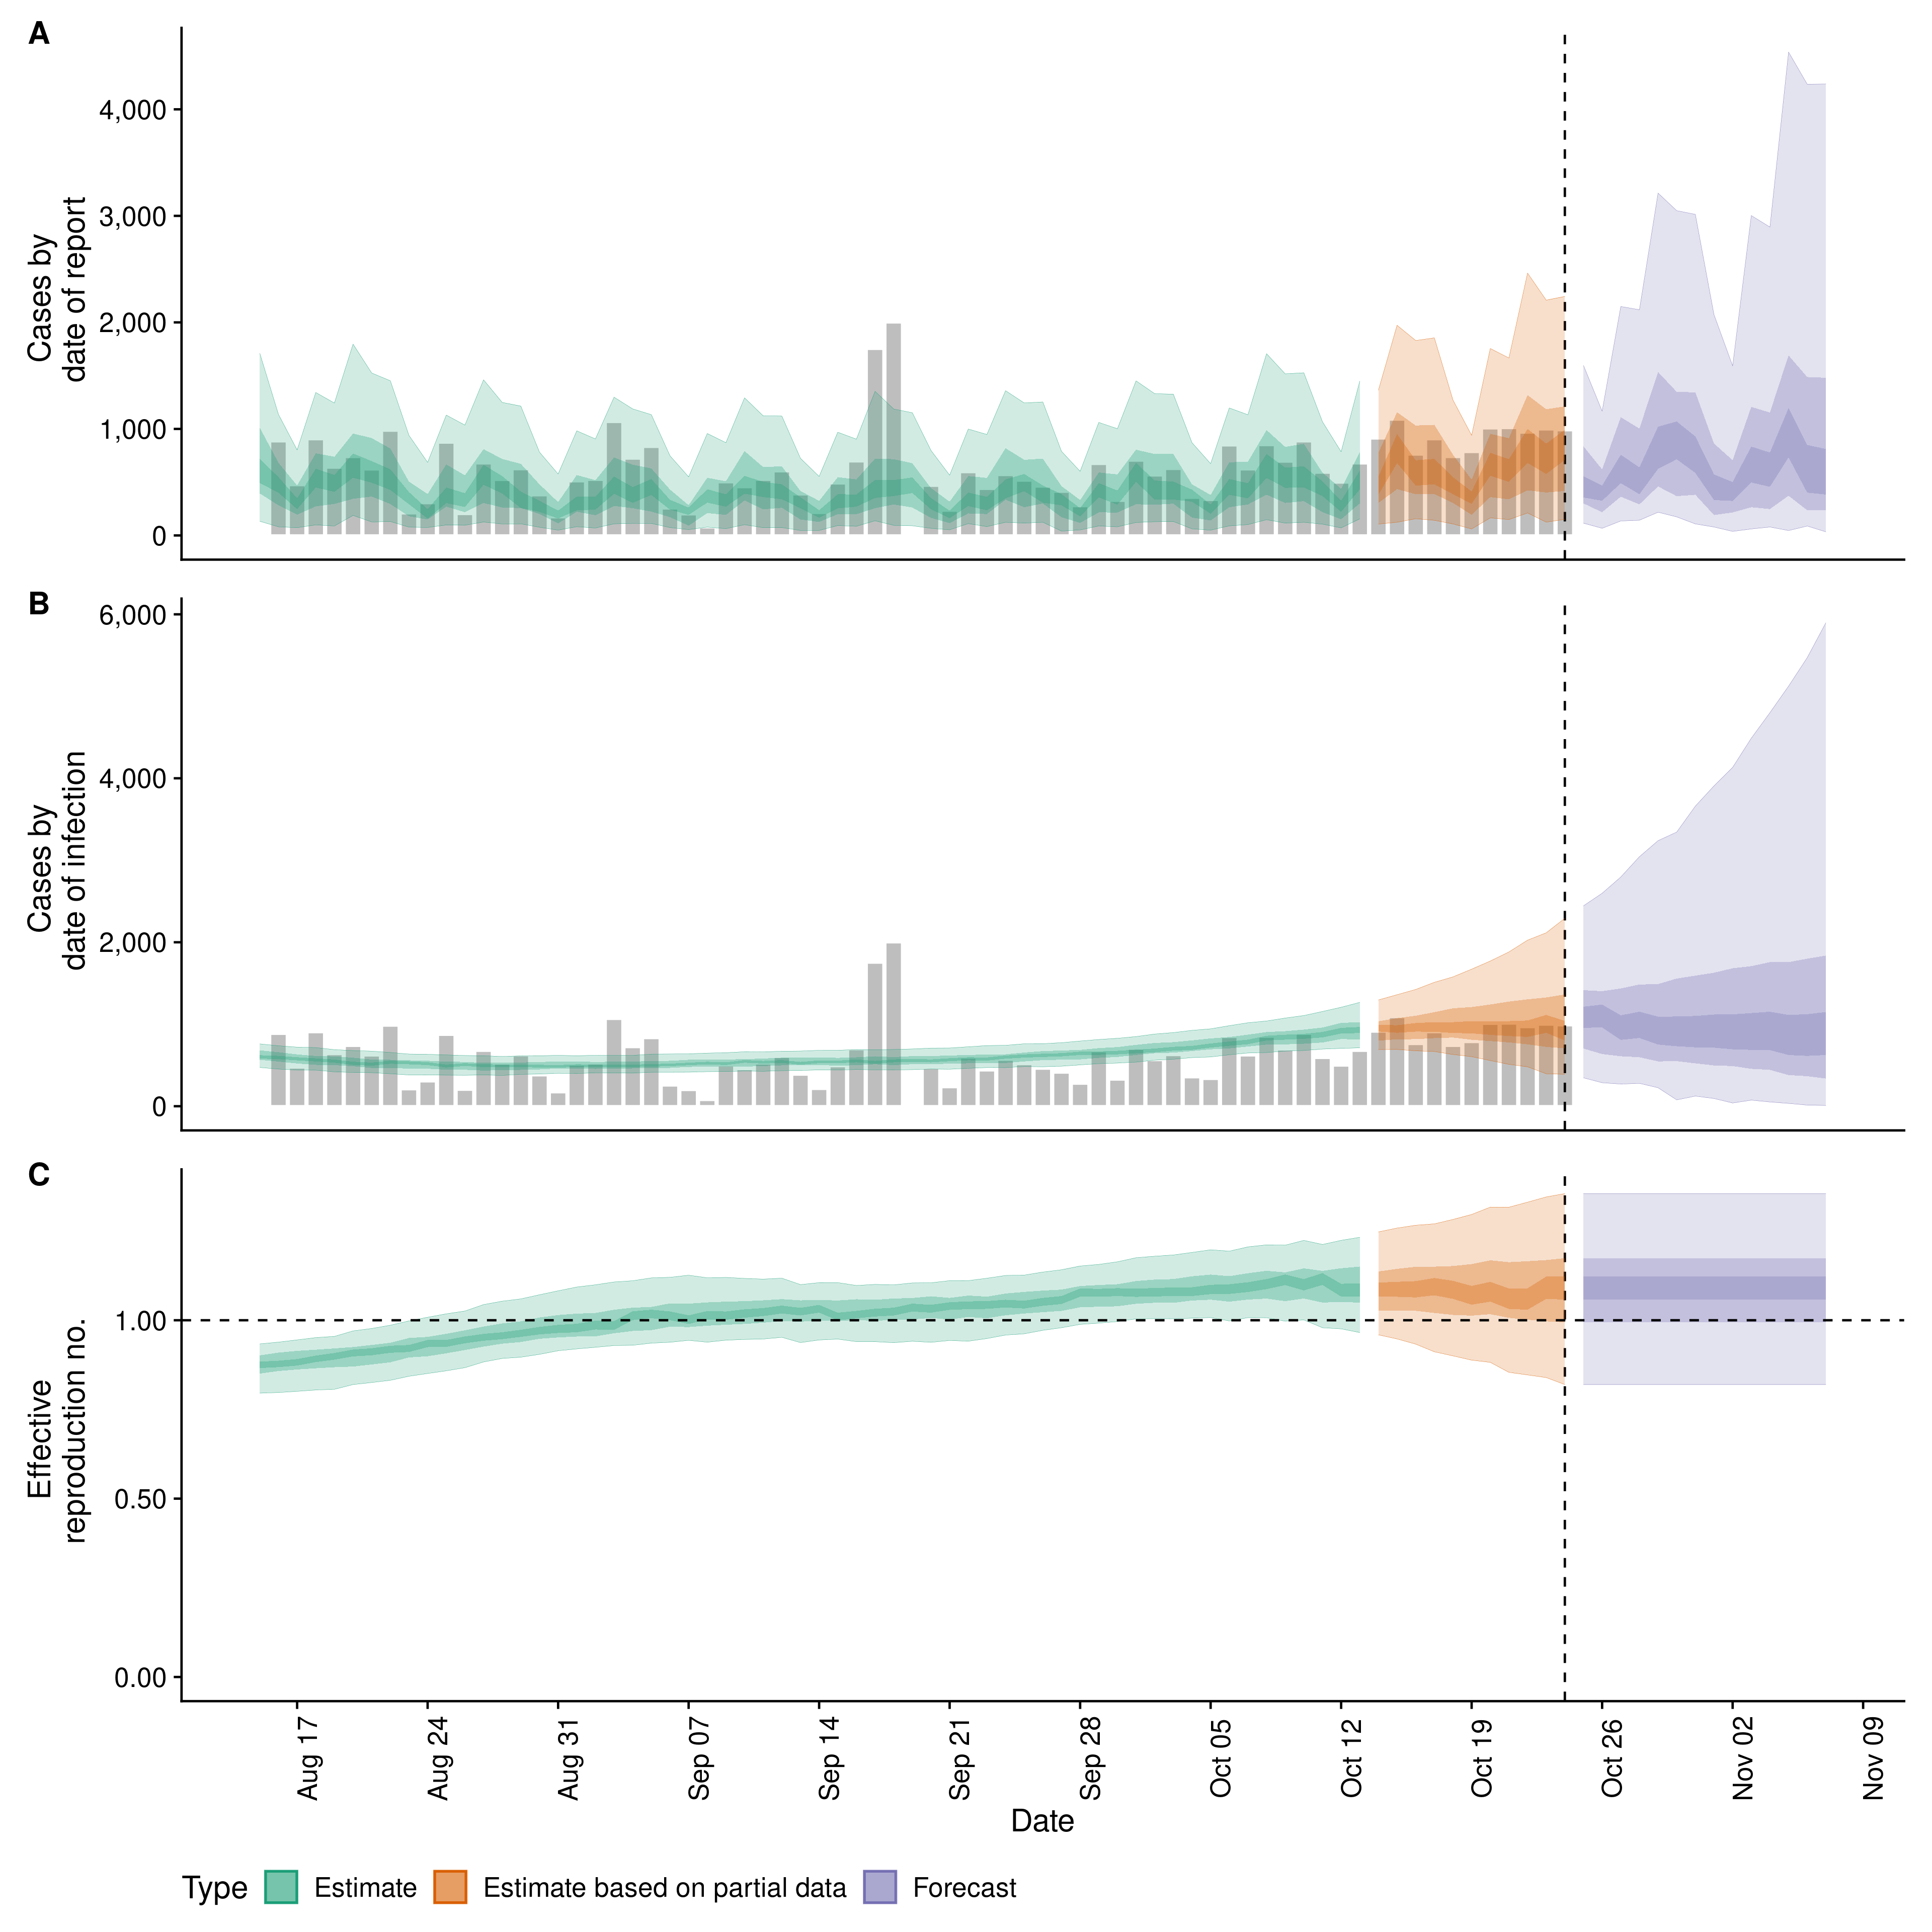 A
Cases by
date of report
4,000
3,000
2,000
1,000
0
B
Cases by
date of infection
6,000
4,000
2,000
0
C
Effective
reproduction no.
1.00
0.50
0.00
Aug 17
Aug 24
Aug 31
Sep 07
Sep 14
Sep 21
Sep 28
Oct 05
Oct 12
Oct 19
Oct 26
Nov 02
Nov 09
Date
Type Estimate Estimate based on partial data Forecast